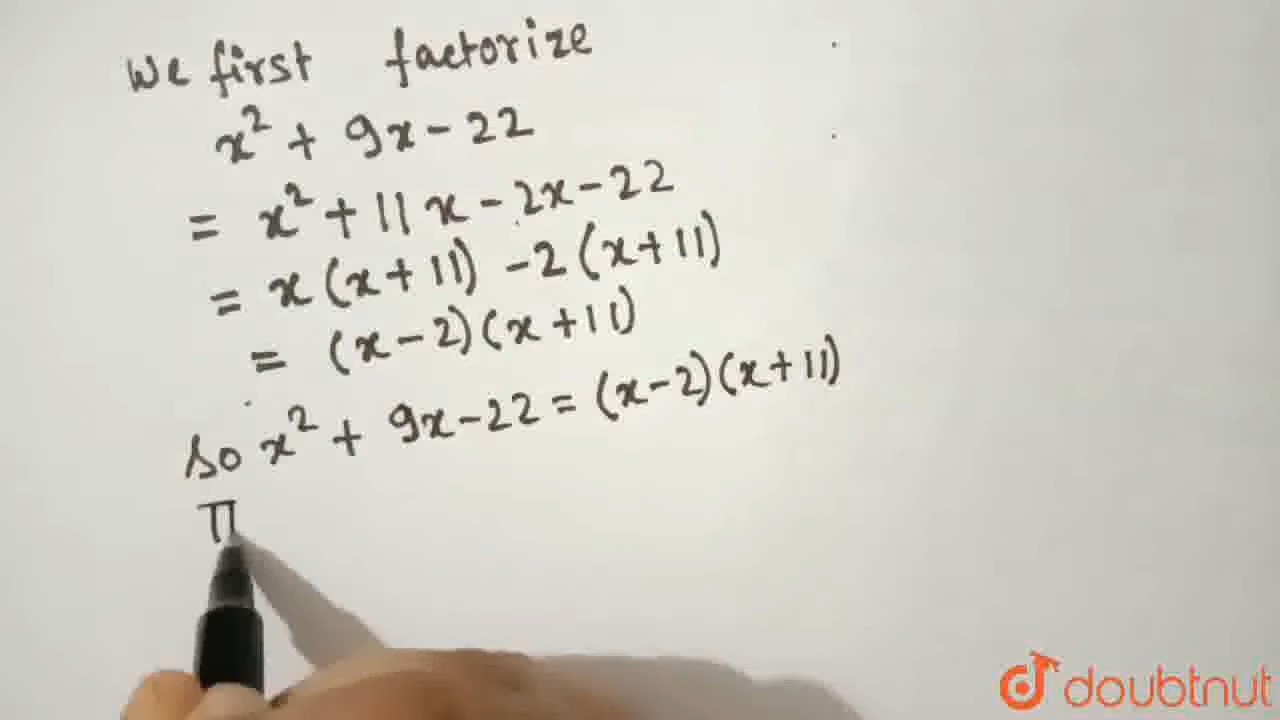 We first factorize
x² + 9x - 22
= x² + 11x - 2x - 22
= x(x+11) - 2(x+11)
= (x-2)(x+11)
So x² + 9x - 22 = (x-2)(x+11)
doubtnut